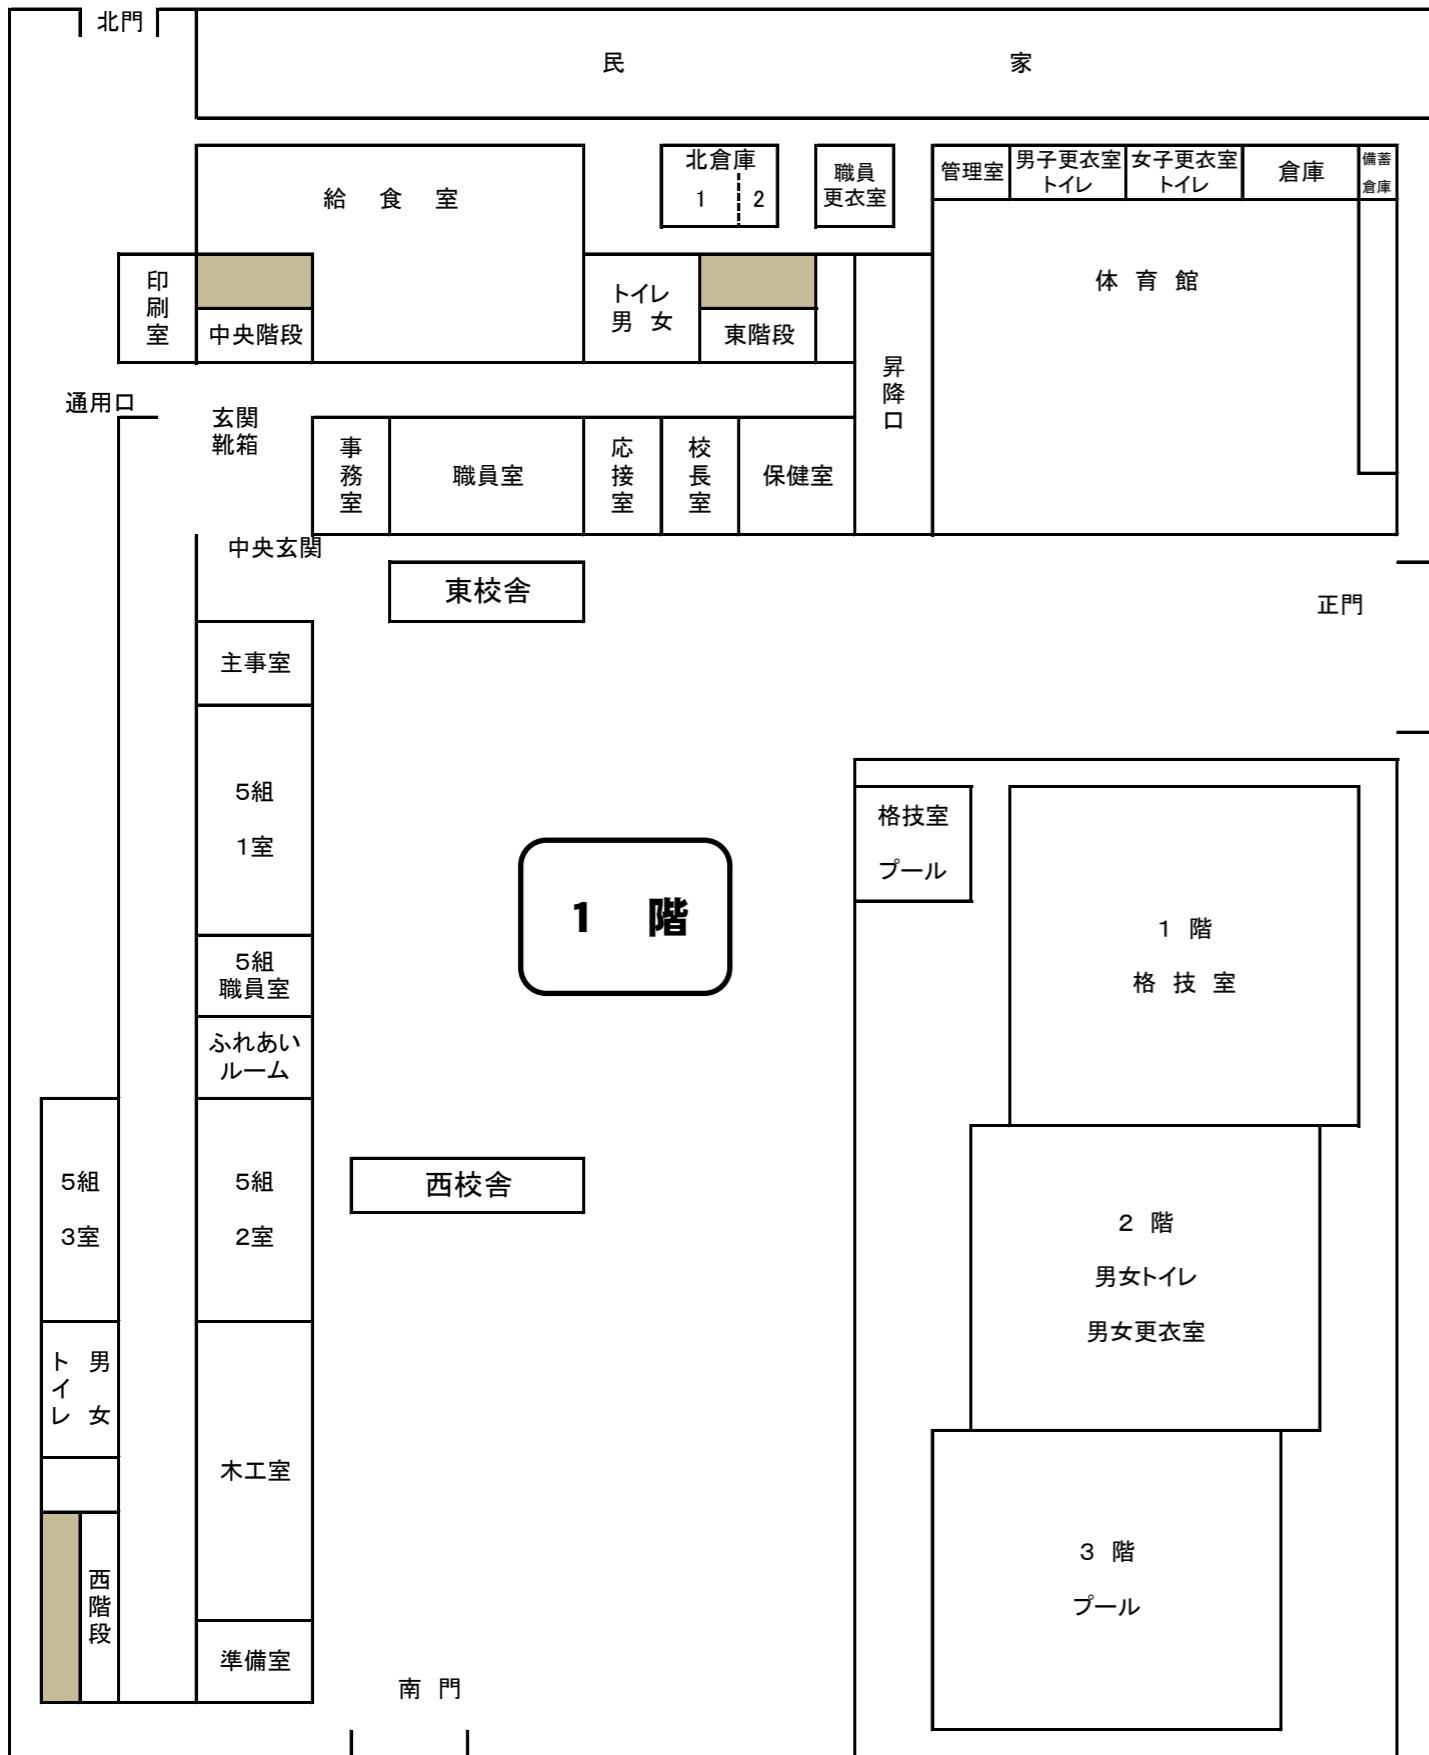 北門
民 家
北倉庫
1 2
職員
更衣室
管理室
男子更衣室
トイレ
女子更衣室
トイレ
倉庫
備蓄
倉庫
給 食 室
印刷室
中央階段
トイレ
男 女
東階段
昇降口
体 育 館
通用口
玄関
靴箱
事務室
職員室
応接室
校長室
保健室
中央玄関
東校舎
正門
主事室
5組
1室
格技室
プール
1 階
1 階
格 技 室
5組
職員室
ふれあい
ルーム
5組
3室
5組
2室
西校舎
2 階
男女トイレ
男女更衣室
トイレ
男女
木工室
3 階
プール
西階段
準備室
南 門